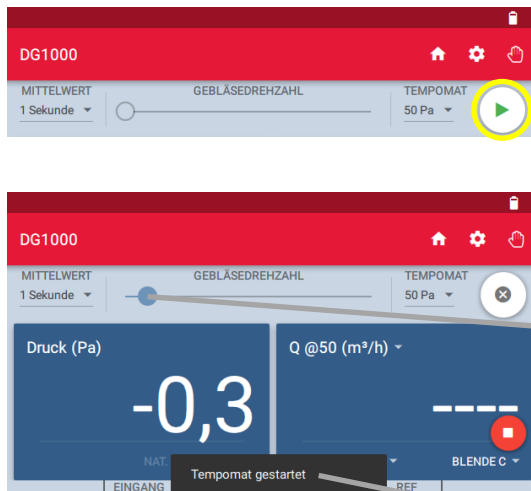 DG1000
MITTELWERT GEBLÄSEDREHZAHL TEMPOMAT
1 Sekunde 50 Pa
DG1000
MITTELWERT GEBLÄSEDREHZAHL TEMPOMAT
1 Sekunde 50 Pa
Druck (Pa) Q @50 (m³/h)
-0,3 ----
NAT. BLENDE C
Tempomat gestartet
EINGANG REF